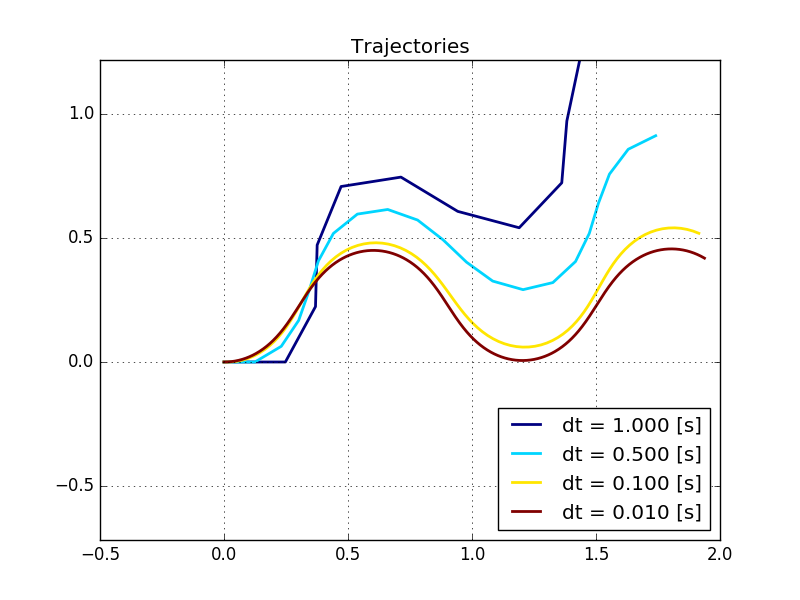 Trajectories
1.0
0.5
0.0
−0.5
−0.5 0.0 0.5 1.0 1.5 2.0
dt = 1.000 [s]
dt = 0.500 [s]
dt = 0.100 [s]
dt = 0.010 [s]